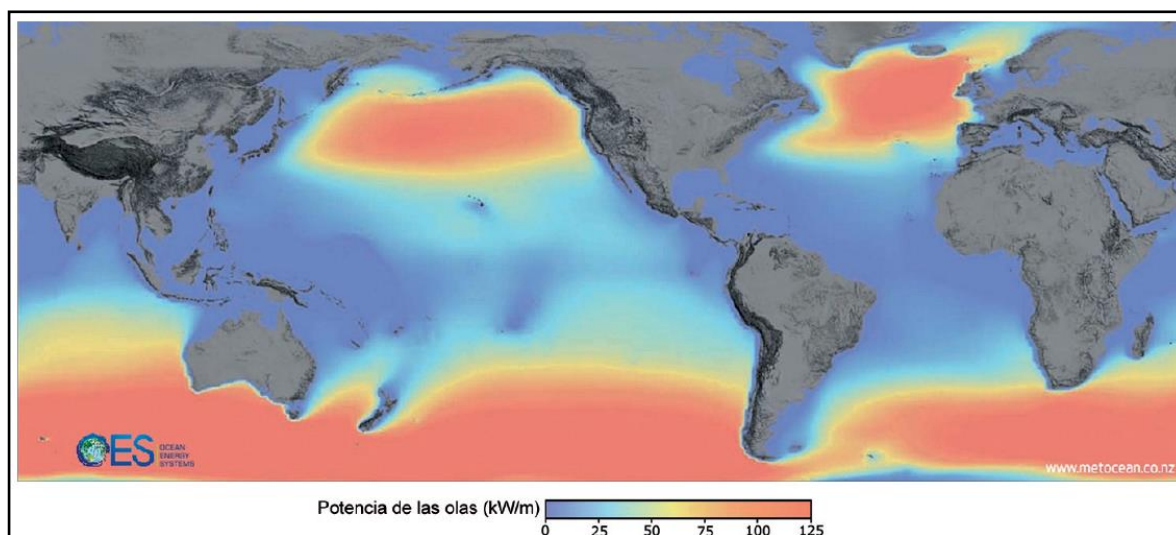 OES OCEAN
ENERGY
SYSTEMS
www.metocean.co.nz
Potencia de las olas (kW/m)
0 25 50 75 100 125